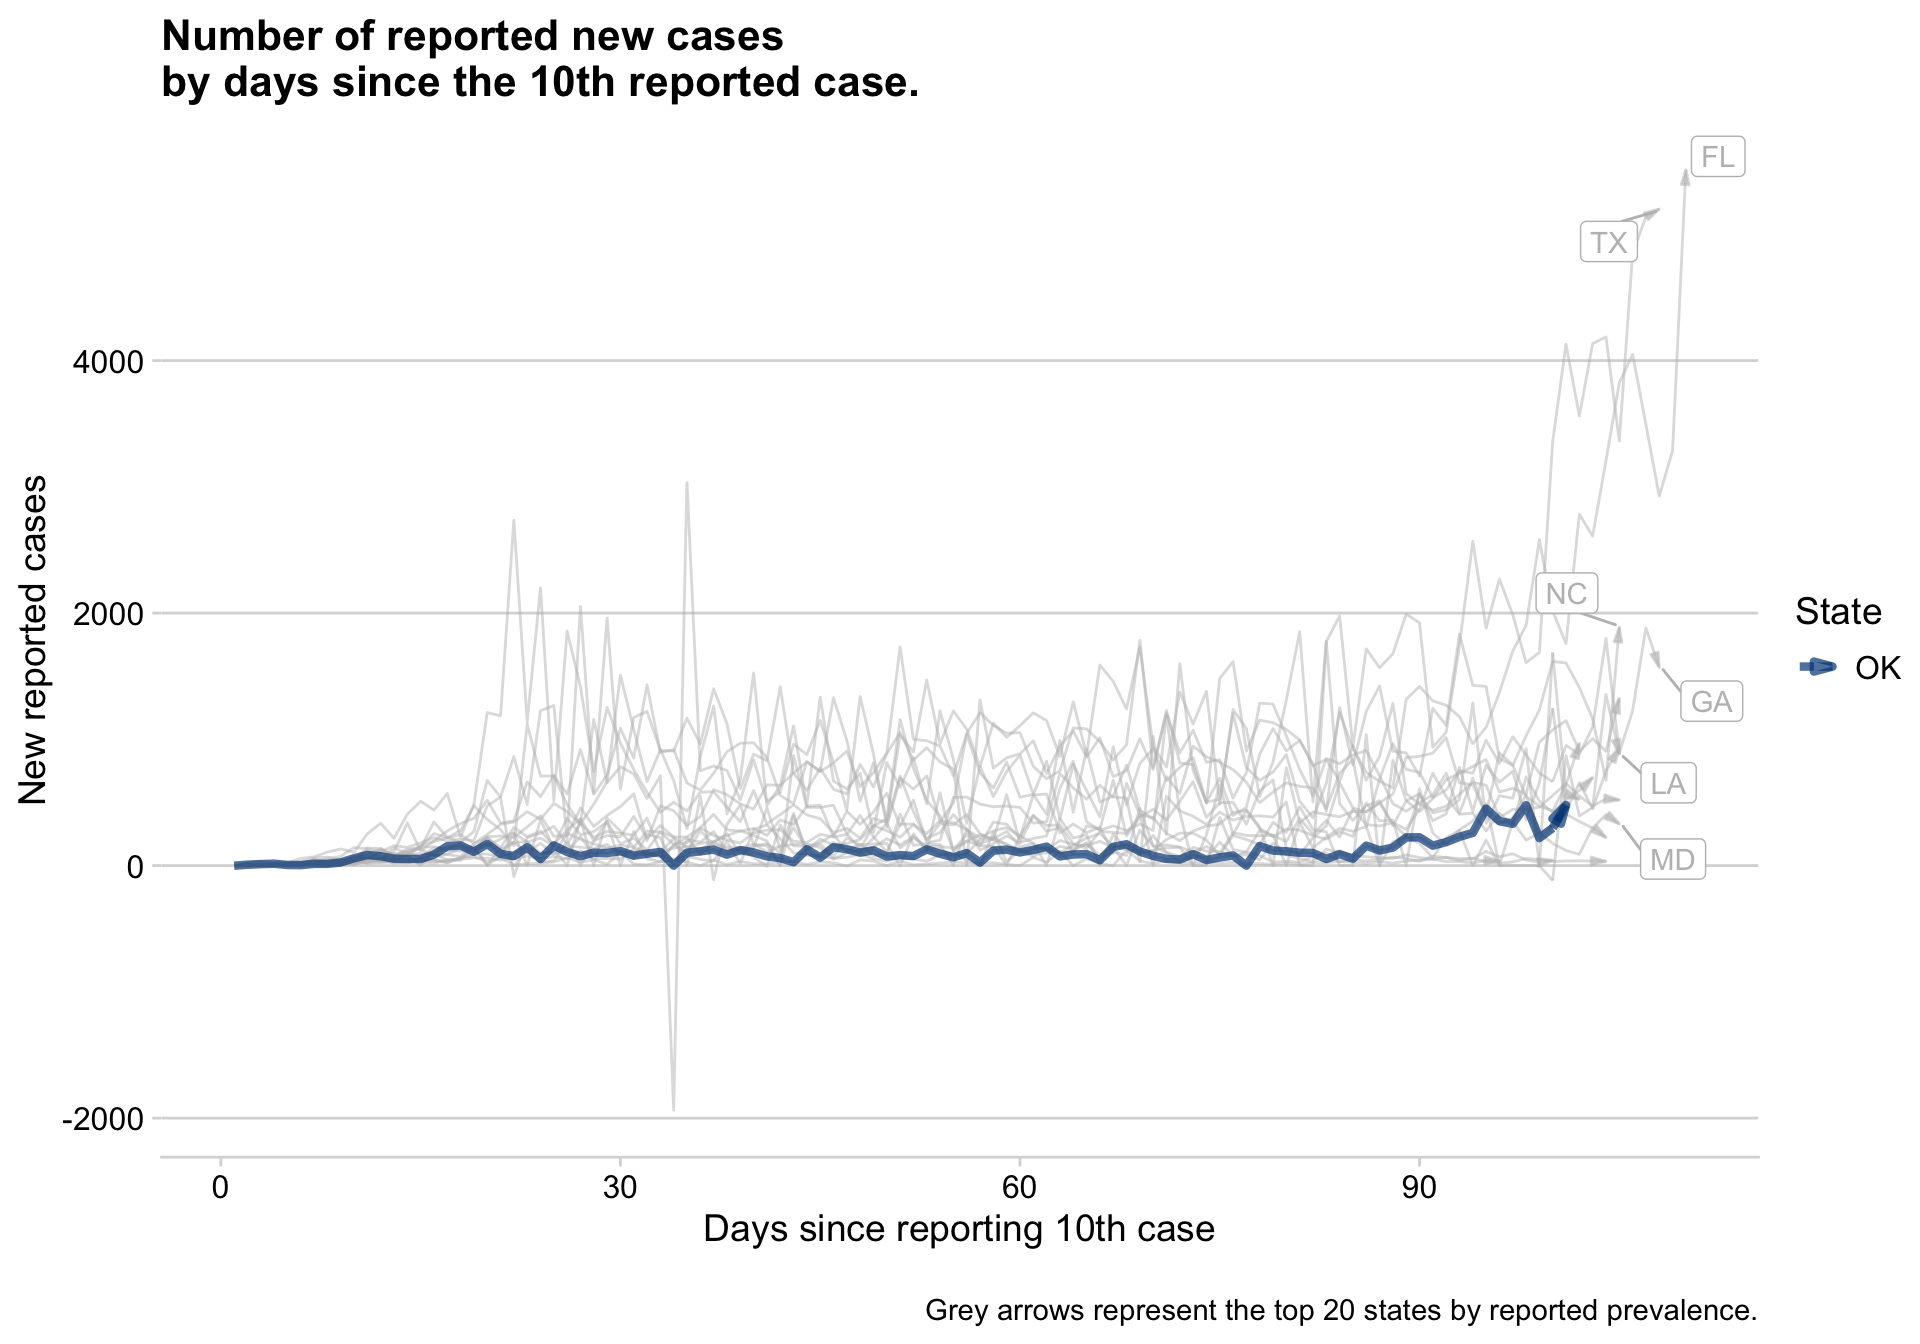 Number of reported new cases
by days since the 10th reported case.
FL
TX
4000
New reported cases
2000
NC
State
OK
GA
LA
MD
0
-2000
0 30 60 90
Days since reporting 10th case
Grey arrows represent the top 20 states by reported prevalence.